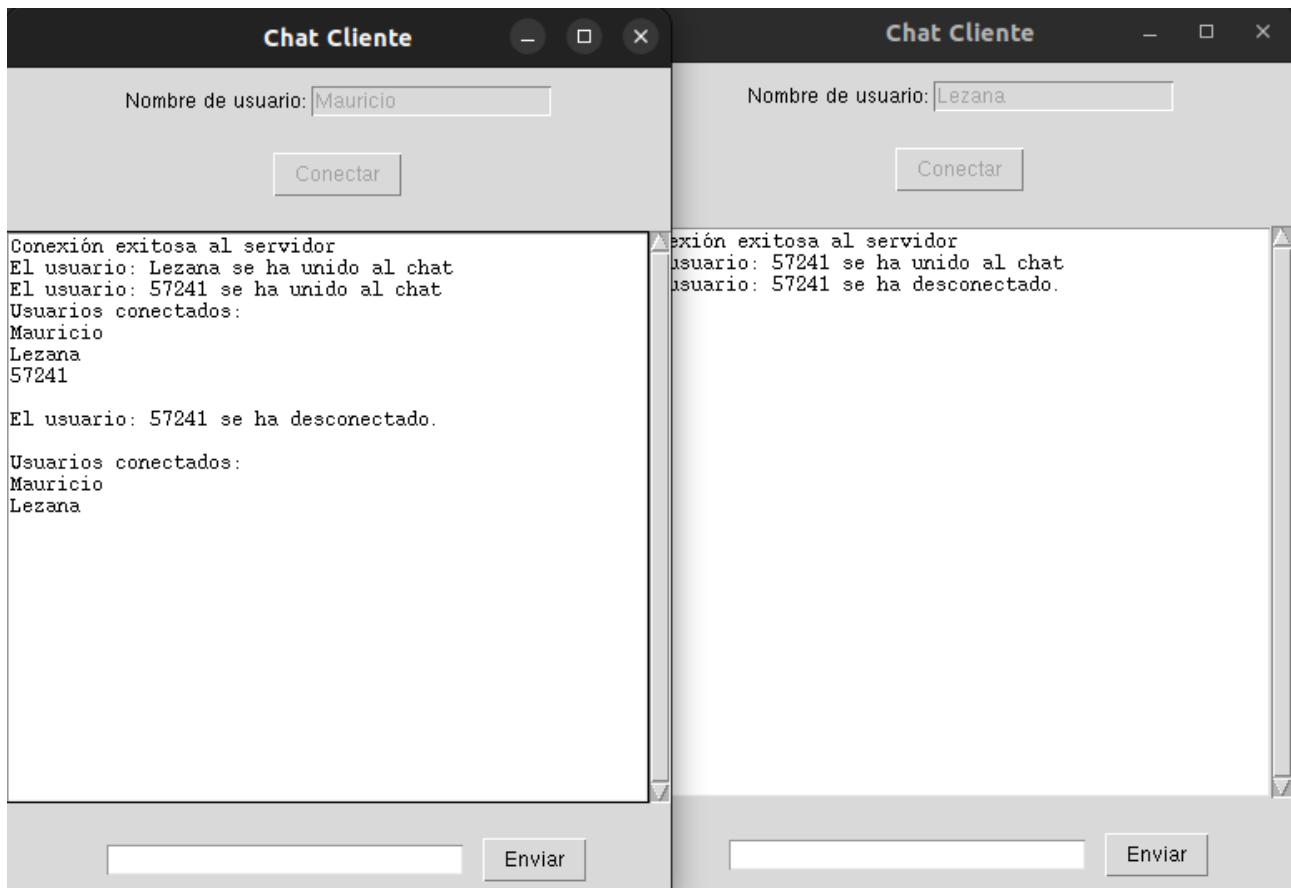 Chat Cliente
Nombre de usuario: Mauricio
Conectar
Conexión exitosa al servidor
El usuario: Lezana se ha unido al chat
El usuario: 57241 se ha unido al chat
Usuarios conectados:
Mauricio
Lezana
57241
El usuario: 57241 se ha desconectado.
Usuarios conectados:
Mauricio
Lezana
Enviar
Chat Cliente
Nombre de usuario: Lezana
Conectar
exión exitosa al servidor
usuario: 57241 se ha unido al chat
usuario: 57241 se ha desconectado.
Enviar